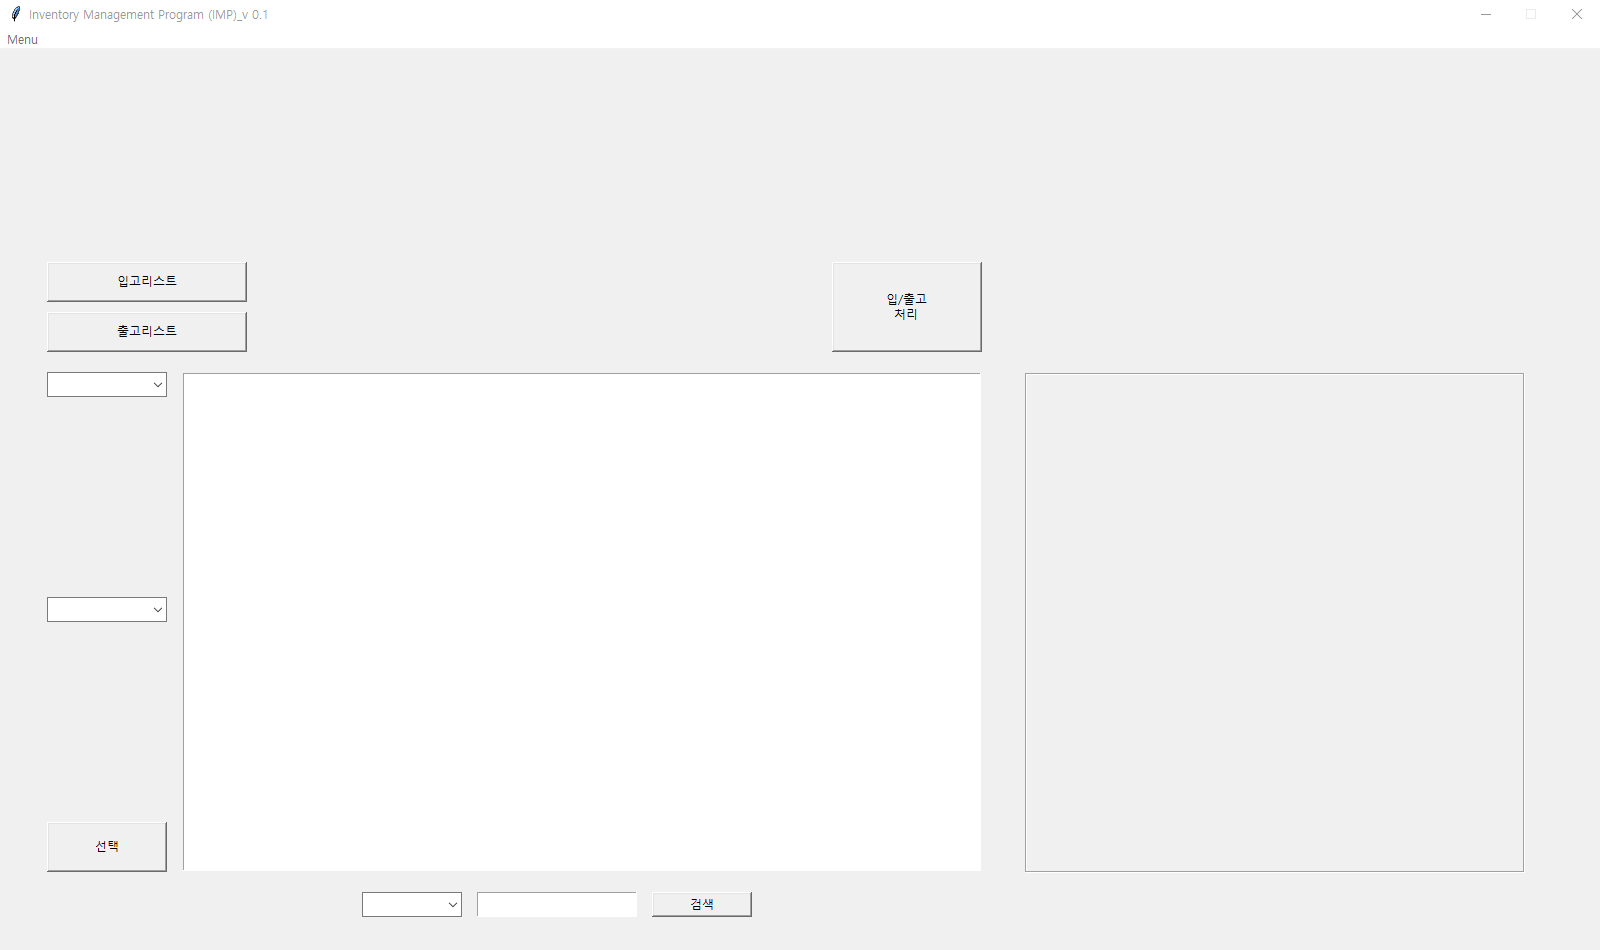 Inventory Management Program (IMP)_v 0.1
Menu
입고리스트
출고리스트
입/출고
처리
선택
검색